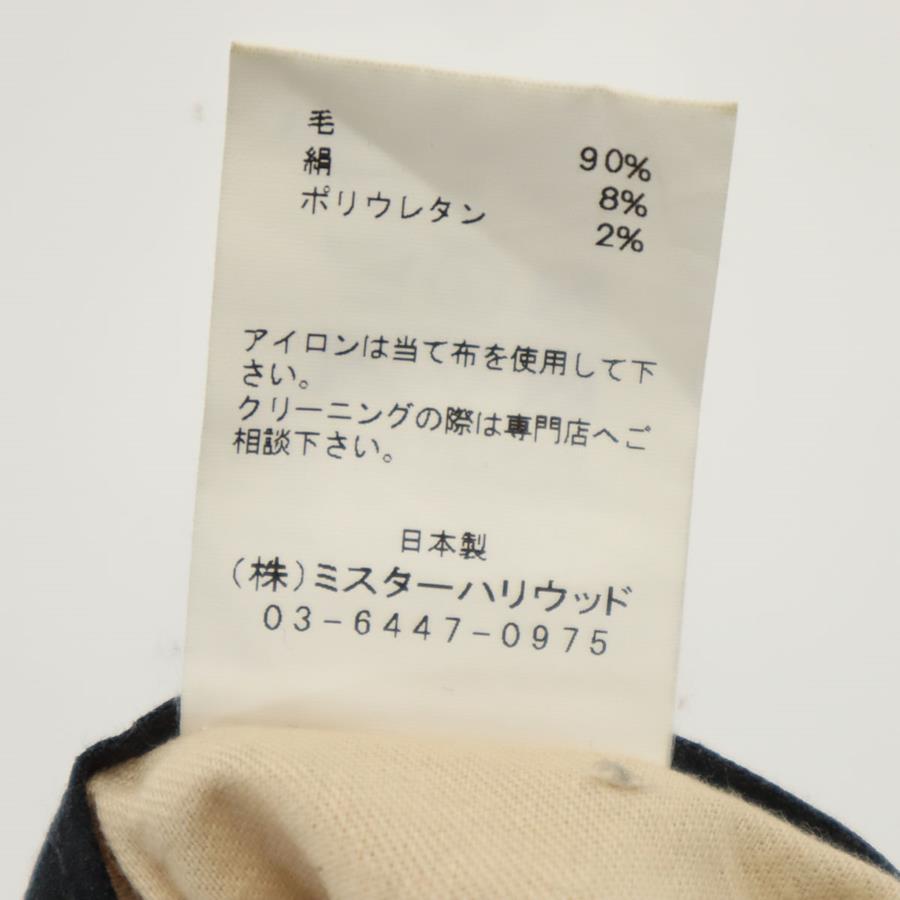 毛 90%
絹 8%
ポリウレタン 2%
アイロンは当て布を使用して下
さい。
クリーニングの際は専門店へご
相談下さい。
日本製
(株)ミスターハリウッド
03-6447-0975